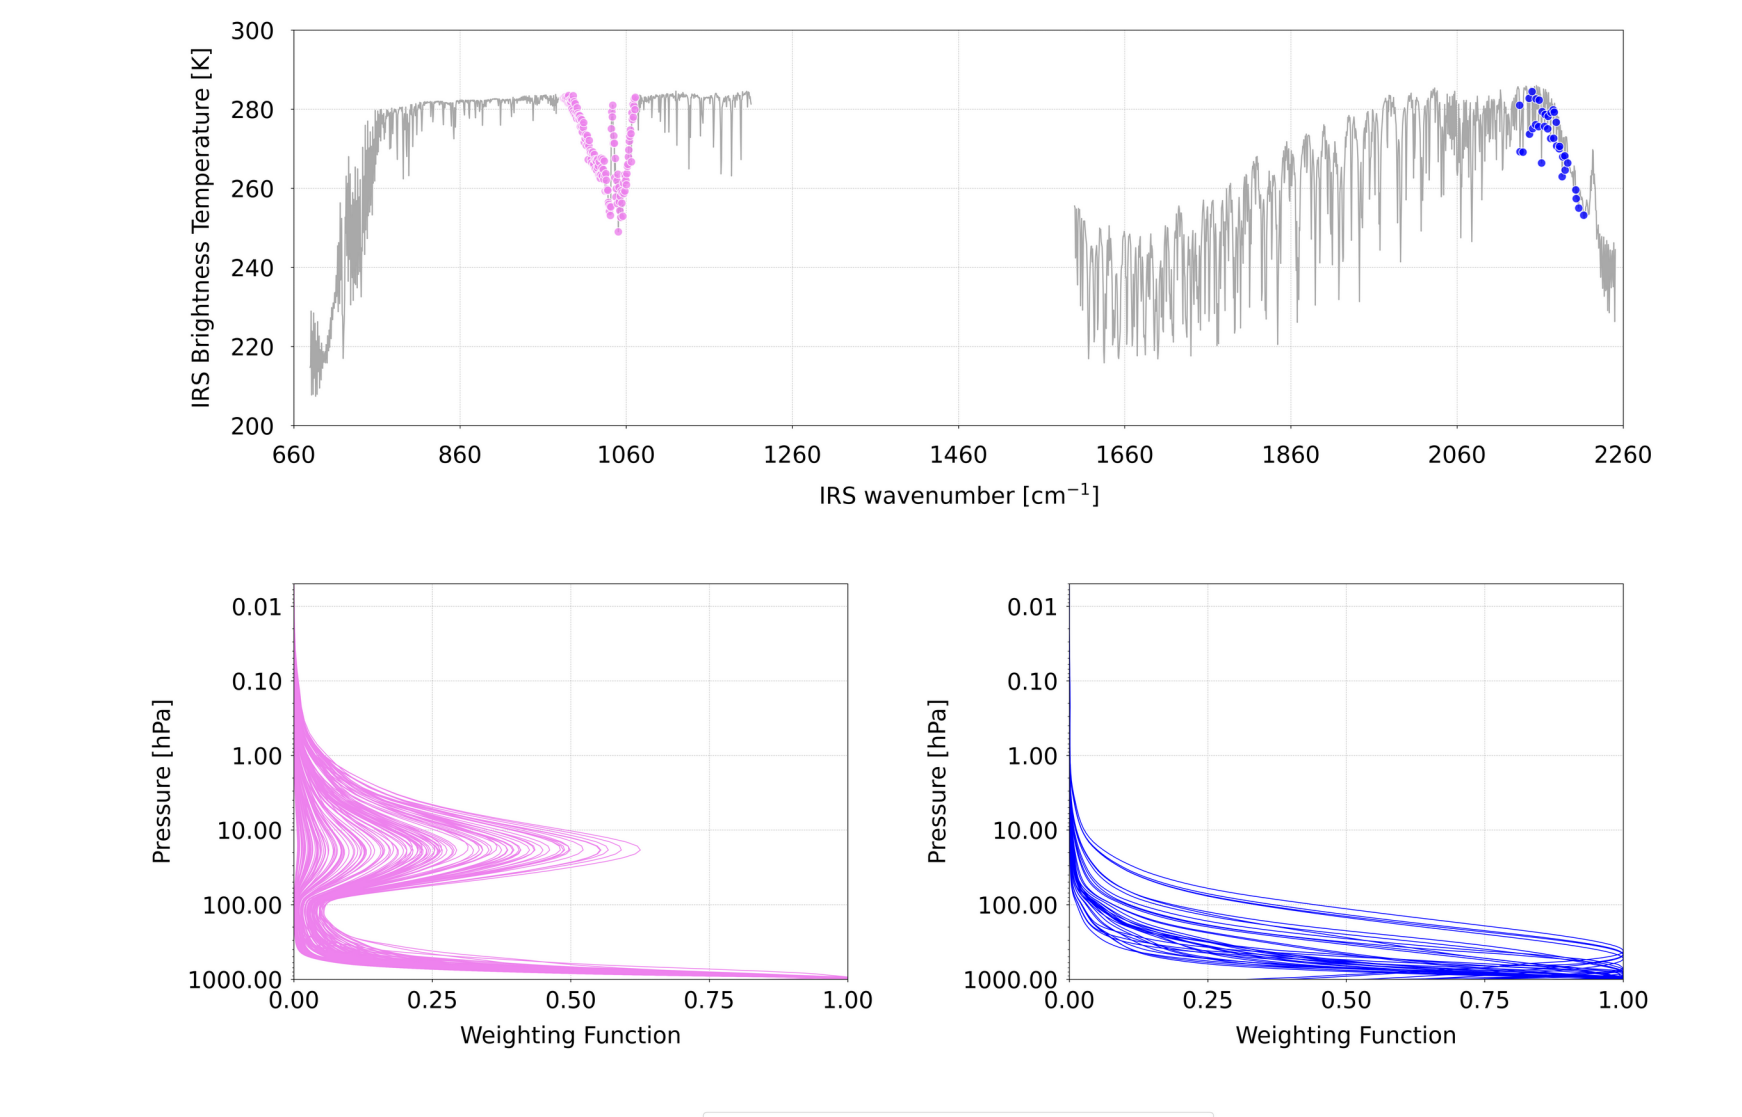 300
280
260
240
220
200
IRS Brightness Temperature [K]
660 860 1060 1260 1460 1660 1860 2060 2260
IRS wavenumber [cm⁻¹]
0.01
0.10
1.00
10.00
100.00
1000.00
Pressure [hPa]
0.00 0.25 0.50 0.75 1.00
Weighting Function
0.01
0.10
1.00
10.00
100.00
1000.00
Pressure [hPa]
0.00 0.25 0.50 0.75 1.00
Weighting Function